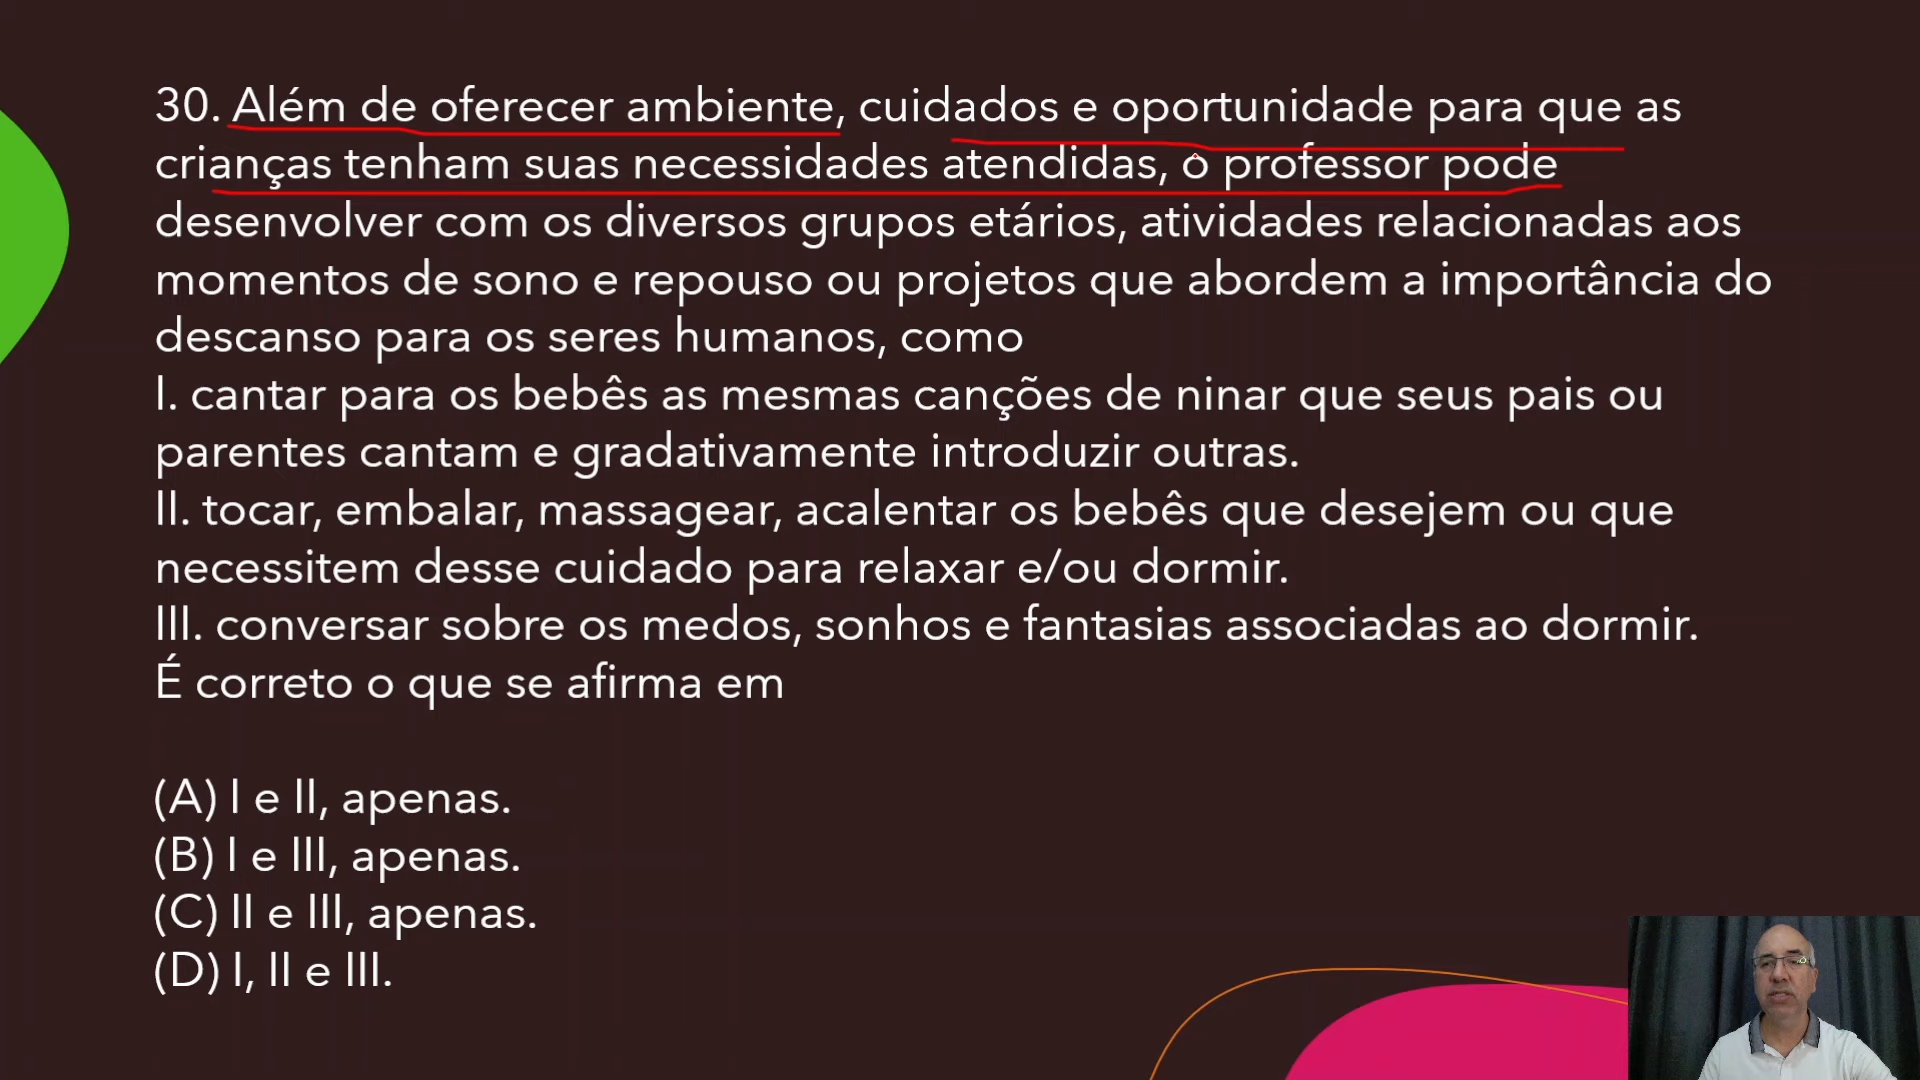 30. Além de oferecer ambiente, cuidados e oportunidade para que as
crianças tenham suas necessidades atendidas, o professor pode
desenvolver com os diversos grupos etários, atividades relacionadas aos
momentos de sono e repouso ou projetos que abordem a importância do
descanso para os seres humanos, como
I. cantar para os bebês as mesmas canções de ninar que seus pais ou
parentes cantam e gradativamente introduzir outras.
II. tocar, embalar, massagear, acalentar os bebês que desejem ou que
necessitem desse cuidado para relaxar e/ou dormir.
III. conversar sobre os medos, sonhos e fantasias associadas ao dormir.
É correto o que se afirma em
(A) I e II, apenas.
(B) I e III, apenas.
(C) II e III, apenas.
(D) I, II e III.